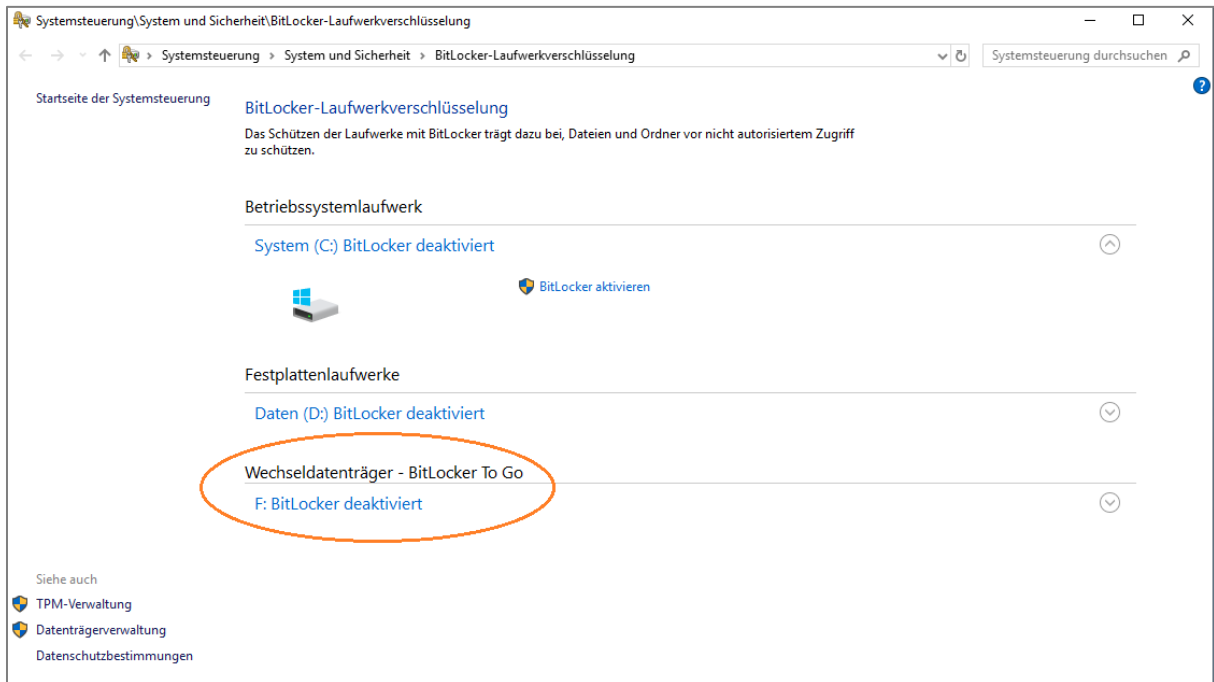 Systemsteuerung\System und Sicherheit\BitLocker-Laufwerkverschlüsselung
Systemsteuerung > System und Sicherheit > BitLocker-Laufwerkverschlüsselung
Systemsteuerung durchsuchen
?
Startseite der Systemsteuerung
BitLocker-Laufwerkverschlüsselung
Das Schützen der Laufwerke mit BitLocker trägt dazu bei, Dateien und Ordner vor nicht autorisiertem Zugriff
zu schützen.
Betriebssystemlaufwerk
System (C:) BitLocker deaktiviert
BitLocker aktivieren
Festplattenlaufwerke
Daten (D:) BitLocker deaktiviert
Wechseldatenträger - BitLocker To Go
F: BitLocker deaktiviert
Siehe auch
TPM-Verwaltung
Datenträgerverwaltung
Datenschutzbestimmungen